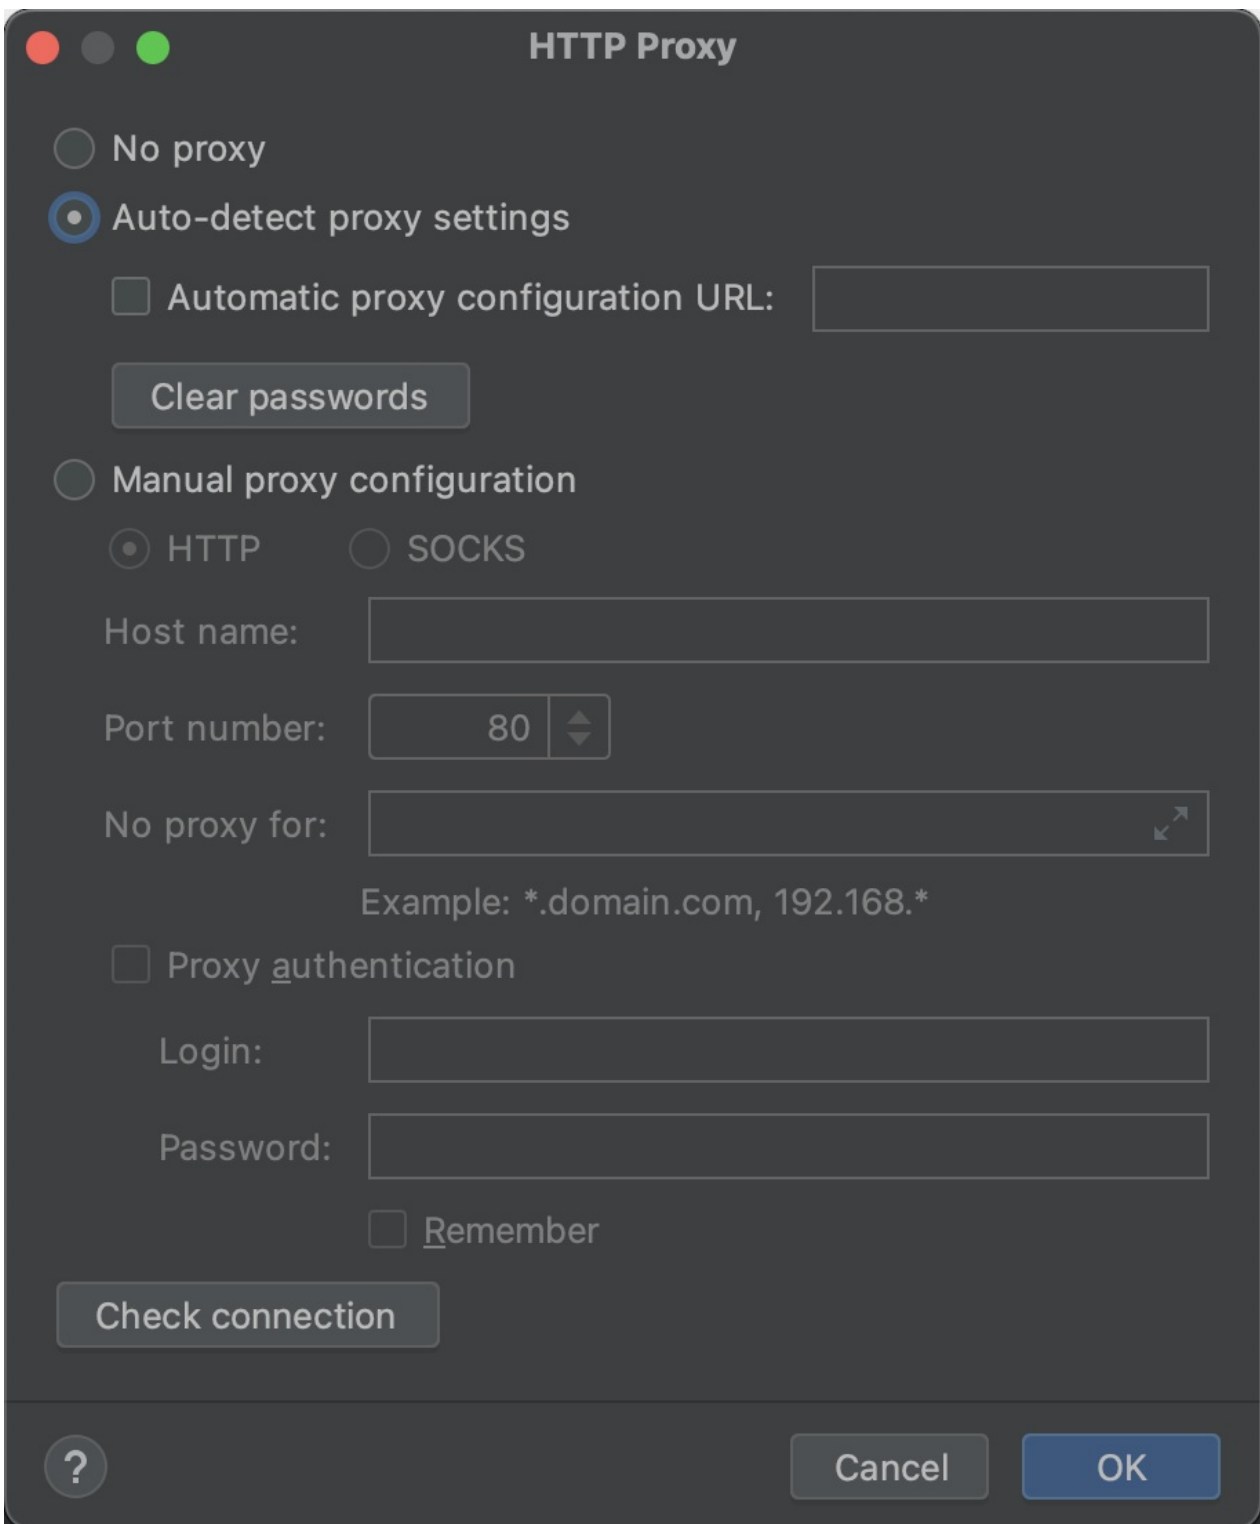 HTTP Proxy
No proxy
Auto-detect proxy settings
Automatic proxy configuration URL:
Clear passwords
Manual proxy configuration
HTTP SOCKS
Host name:
Port number: 80
No proxy for:
Example: *.domain.com, 192.168.*
Proxy authentication
Login:
Password:
Remember
Check connection
? Cancel OK